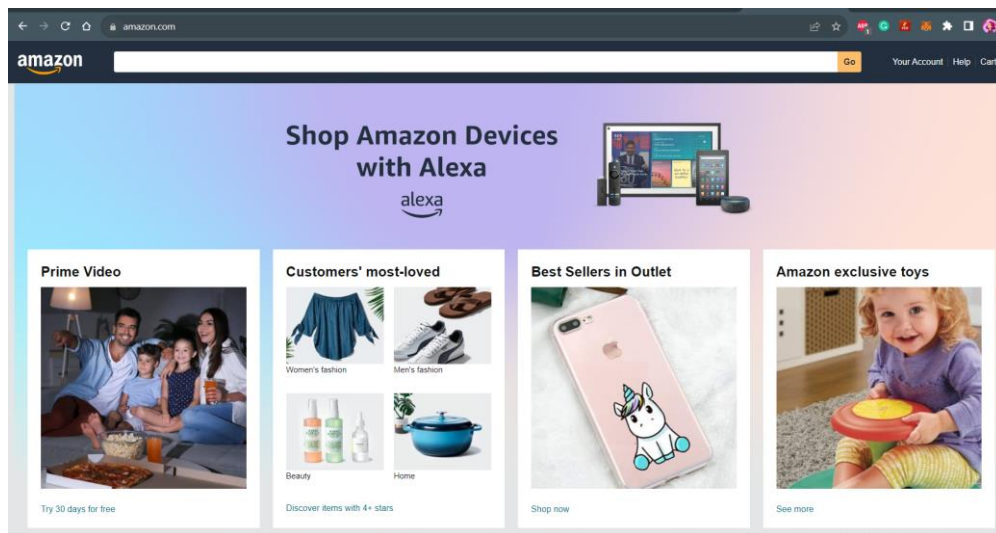 amazon.com
amazon
Go
Your Account
Help
Cart
Shop Amazon Devices
with Alexa
alexa
Prime Video
Customers' most-loved
Best Sellers in Outlet
Amazon exclusive toys
Women's fashion
Men's fashion
Beauty
Home
Try 30 days for free
Discover items with 4+ stars
Shop now
See more